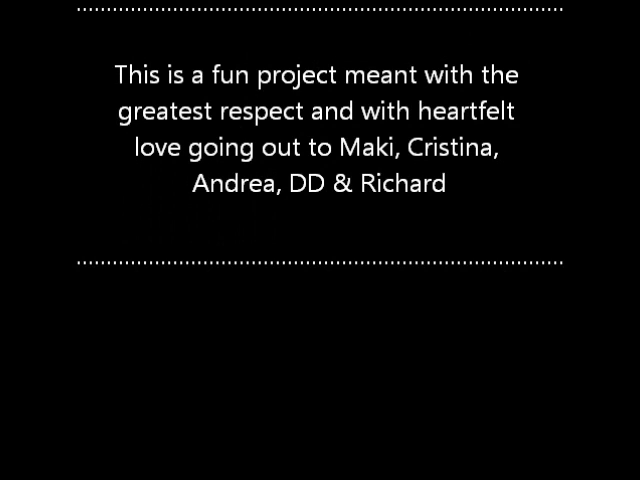 This is a fun project meant with the
greatest respect and with heartfelt
love going out to Maki, Cristina,
Andrea, DD & Richard